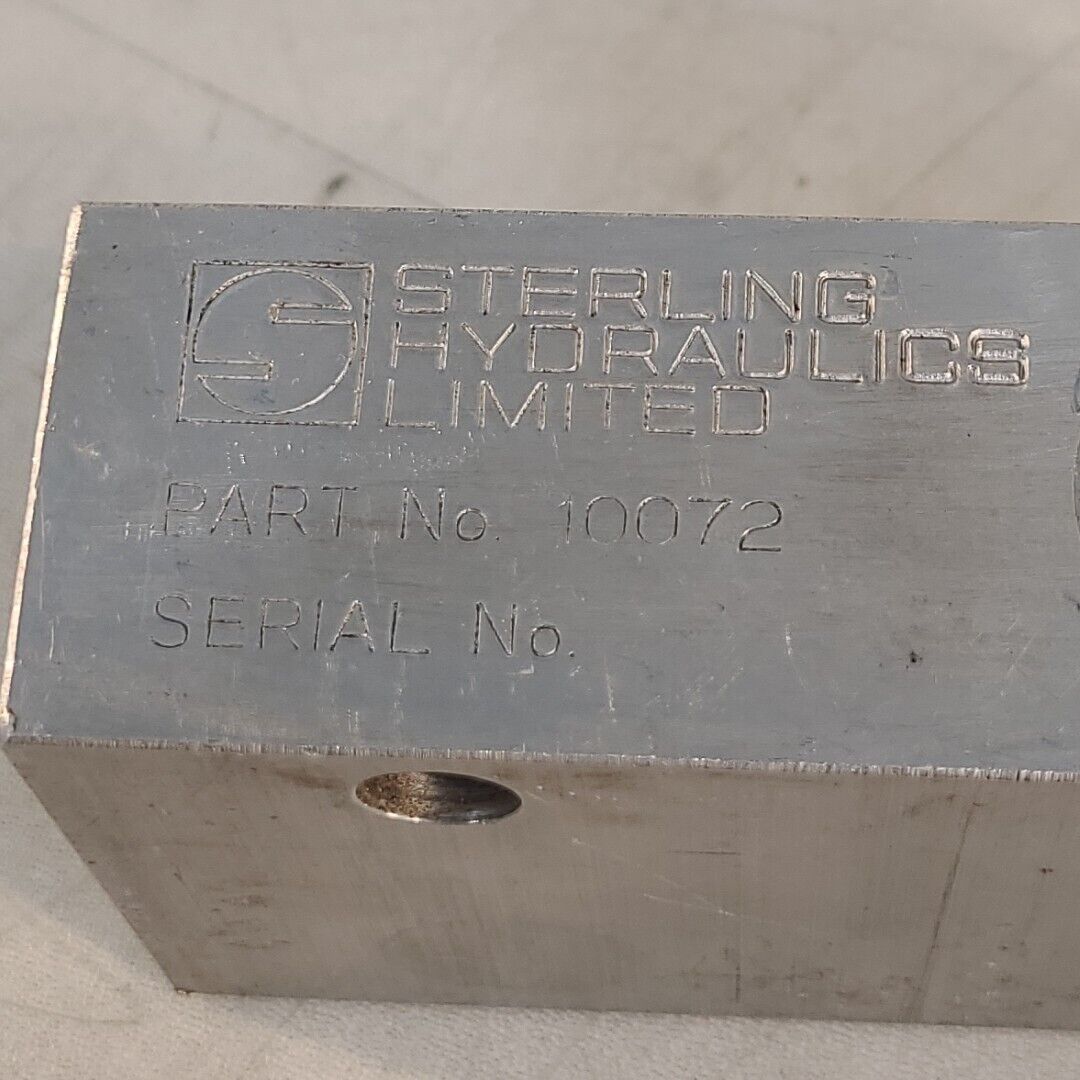 STERLING
HYDRAULICS
LIMITED
PART No. 10072
SERIAL No.